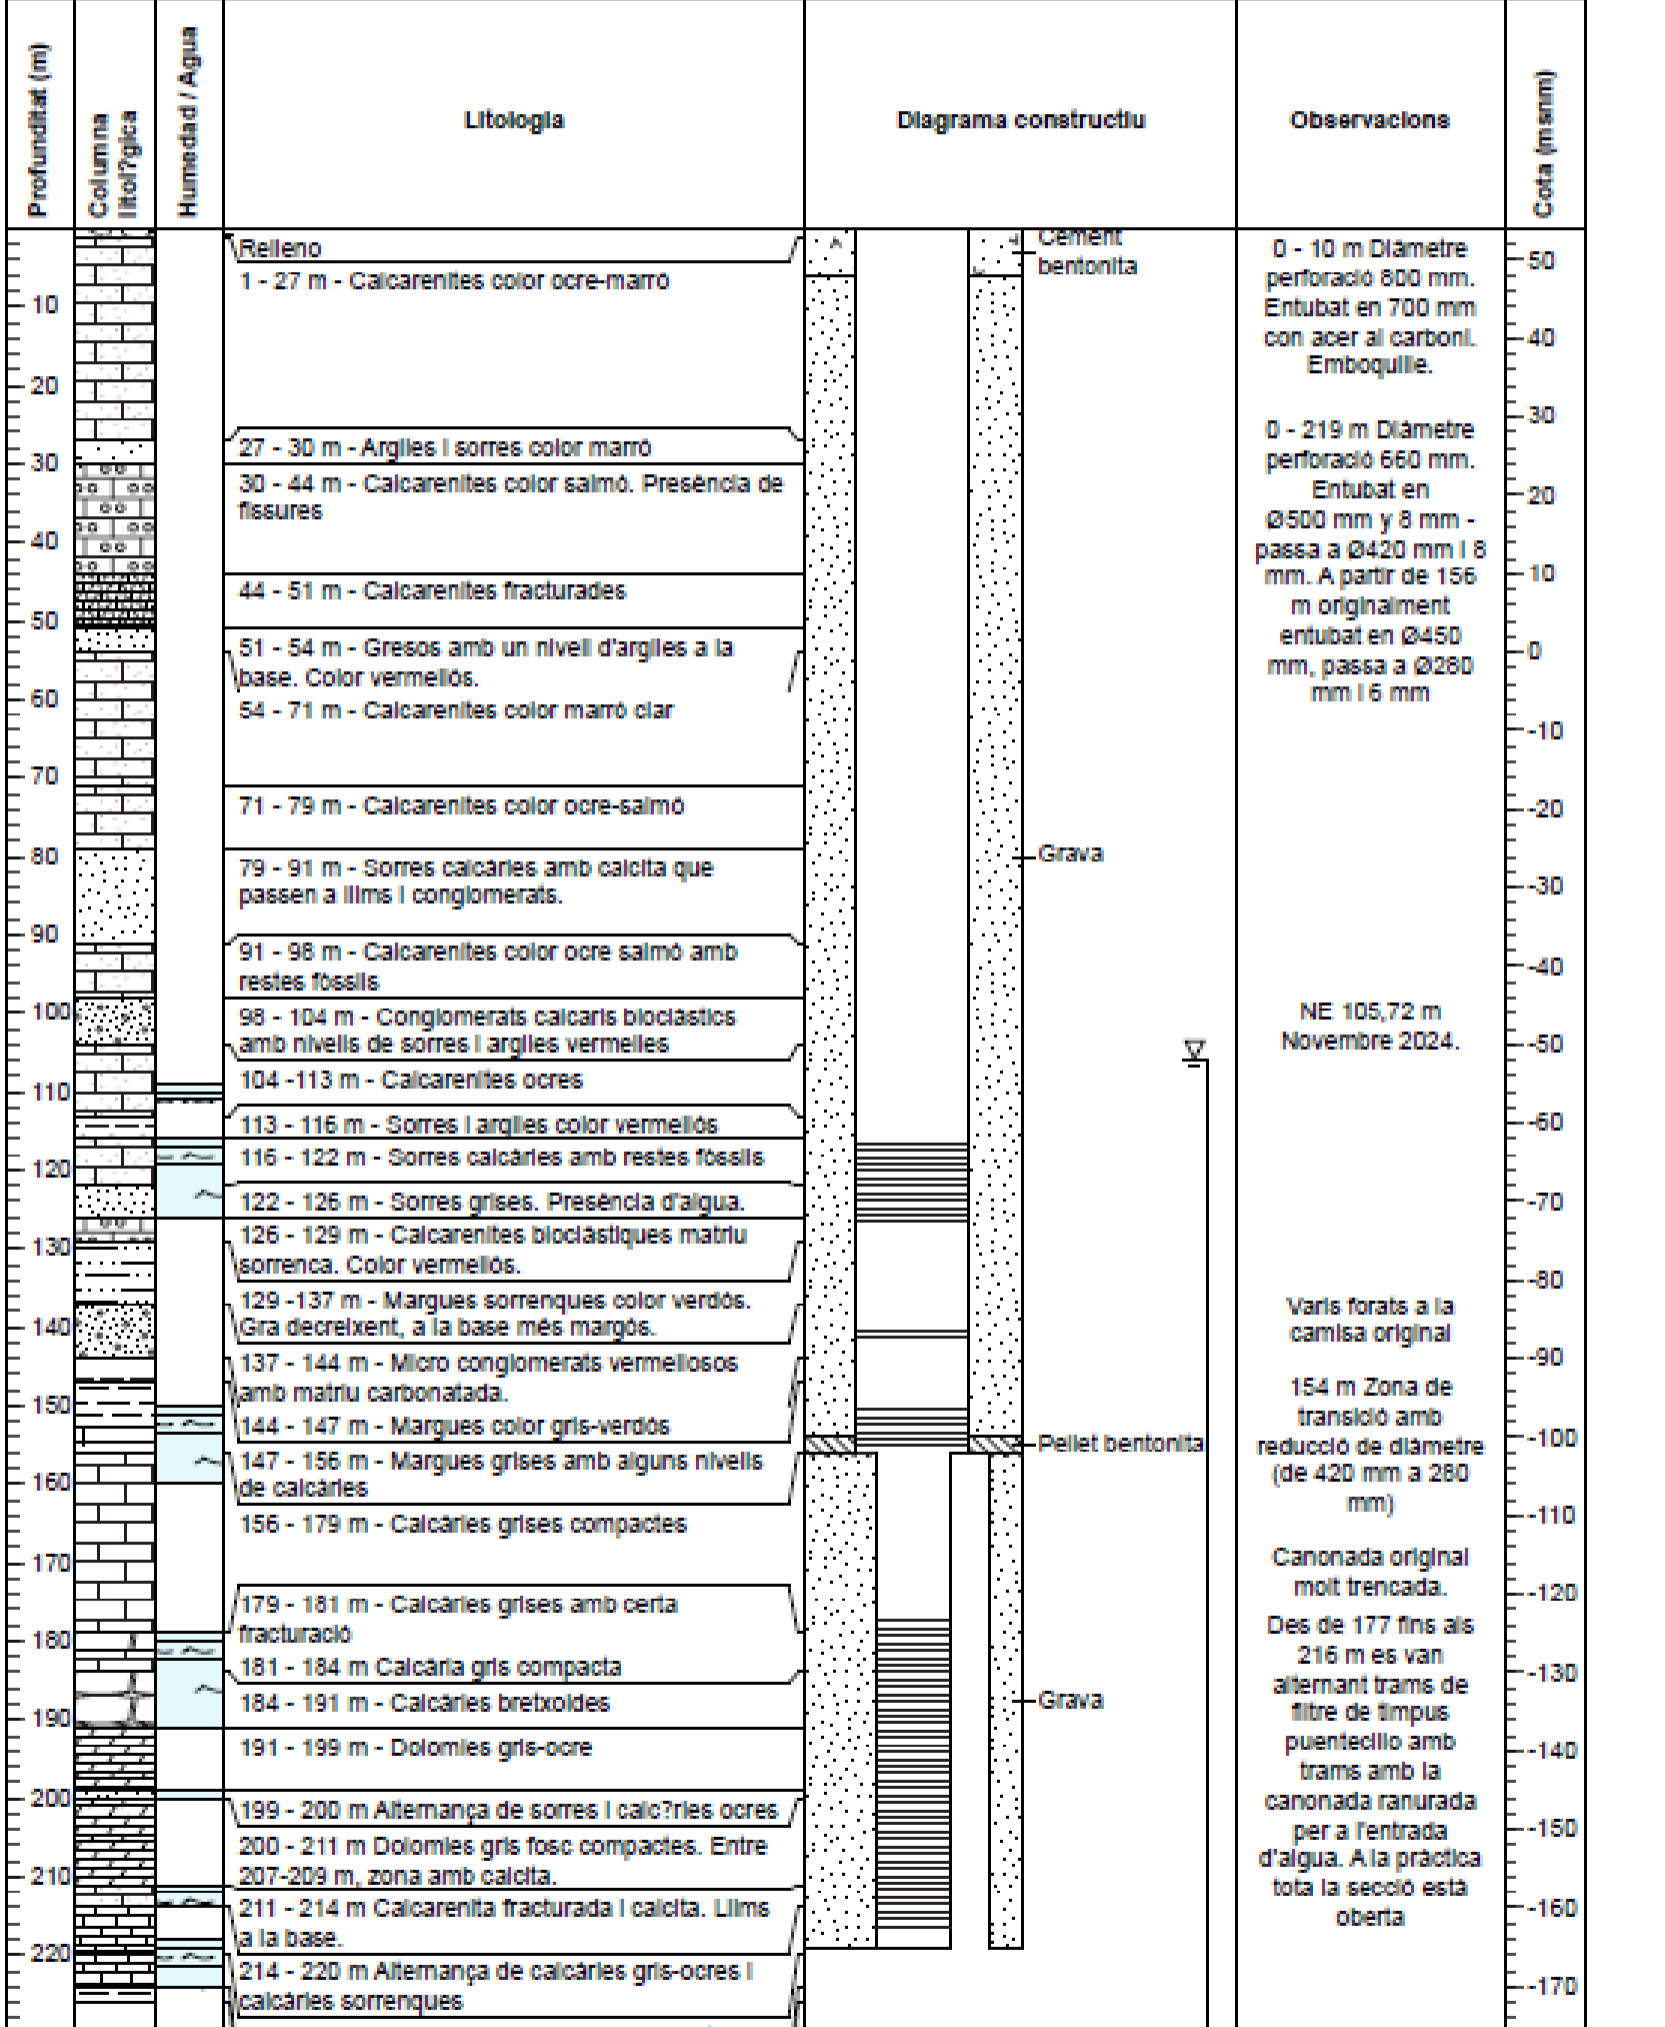 Profunditat (m)
Columna
litol?gica
Humedad / Agua
Litologia
Diagrama constructiu
Observacions
Cota (msnm)
Relleno
1 - 27 m - Calcarenites color ocre-marró
27 - 30 m - Argiles i sorres color marró
30 - 44 m - Calcarenites color salmó. Presència de
fissures
44 - 51 m - Calcarenites fracturades
51 - 54 m - Gresos amb un nivell d'argiles a la
base. Color vermellós.
54 - 71 m - Calcarenites color marró clar
71 - 79 m - Calcarenites color ocre-salmó
79 - 91 m - Sorres calcàries amb calcita que
passen a llims i conglomerats.
91 - 98 m - Calcarenites color ocre salmó amb
restes fòssils
98 - 104 m - Conglomerats calcaris bioclàstics
amb nivells de sorres i argiles vermelles
104 -113 m - Calcarenites ocres
113 - 116 m - Sorres i argiles color vermellós
116 - 122 m - Sorres calcàries amb restes fòssils
122 - 126 m - Sorres grises. Presència d'aigua.
126 - 129 m - Calcarenites bioclàstiques matriu
sorrenca. Color vermellós.
129 -137 m - Margues sorrenques color verdós.
Gra decreixent, a la base més margós.
137 - 144 m - Micro conglomerats vermellosos
amb matriu carbonatada.
144 - 147 m - Margues color gris-verdós
147 - 156 m - Margues grises amb alguns nivells
de calcàries
156 - 179 m - Calcàries grises compactes
179 - 181 m - Calcàries grises amb certa
fracturació
181 - 184 m Calcària gris compacta
184 - 191 m - Calcàries bretxoides
191 - 199 m - Dolomies gris-ocre
199 - 200 m Alternança de sorres i calc?ries ocres
200 - 211 m Dolomies gris fosc compactes. Entre
207-209 m, zona amb calcita.
211 - 214 m Calcarenita fracturada i calcita. Llims
a la base.
214 - 220 m Alternança de calcàries gris-ocres i
calcàries sorrenques
Cement
bentonita
Grava
Pellet bentonita
Grava
0 - 10 m Diàmetre
perforació 800 mm.
Entubat en 700 mm
con acer al carboni.
Emboquille.
0 - 219 m Diàmetre
perforació 660 mm.
Entubat en
Ø500 mm y 8 mm -
passa a Ø420 mm i 8
mm. A partir de 156
m originalment
entubat en Ø450
mm, passa a Ø280
mm i 6 mm
NE 105,72 m
Novembre 2024.
Varis forats a la
camisa original
154 m Zona de
transició amb
reducció de diàmetre
(de 420 mm a 280
mm)
Canonada original
molt trencada.
Des de 177 fins als
216 m es van
alternant trams de
filtre de timpus
puentecillo amb
trams amb la
canonada ranurada
per a l'entrada
d'aigua. A la pràctica
tota la secció està
oberta
10
20
30
40
50
60
70
80
90
100
110
120
130
140
150
160
170
180
190
200
210
220
50
40
30
20
10
0
-10
-20
-30
-40
-50
-60
-70
-80
-90
-100
-110
-120
-130
-140
-150
-160
-170